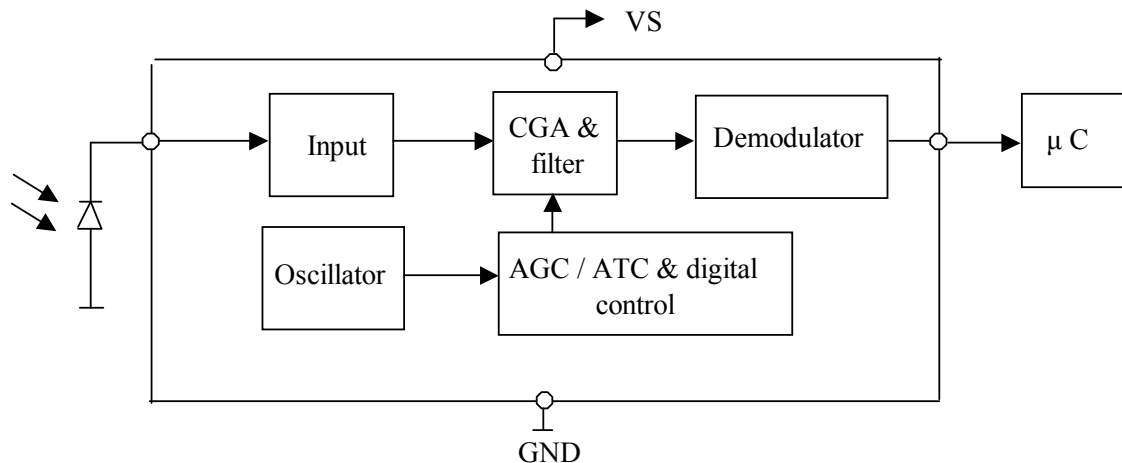 VS
Input
CGA &
filter
Demodulator
μ C
Oscillator
AGC / ATC & digital
control
GND